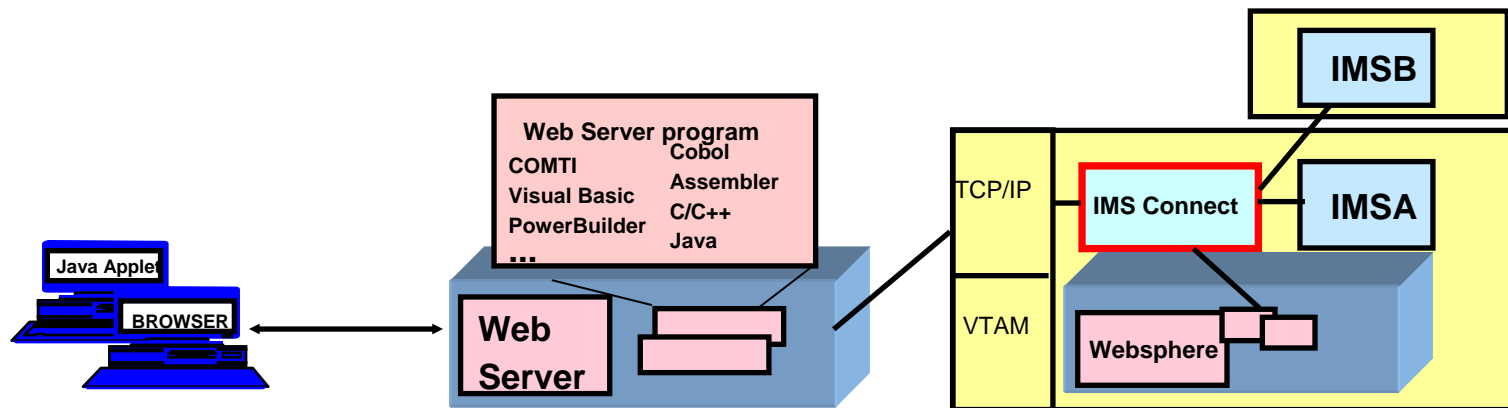 Java Applet
BROWSER
Web Server program
COMTI
Visual Basic
PowerBuilder
...
Cobol
Assembler
C/C++
Java
Web
Server
TCP/IP
VTAM
IMS Connect
IMSB
IMSA
Websphere